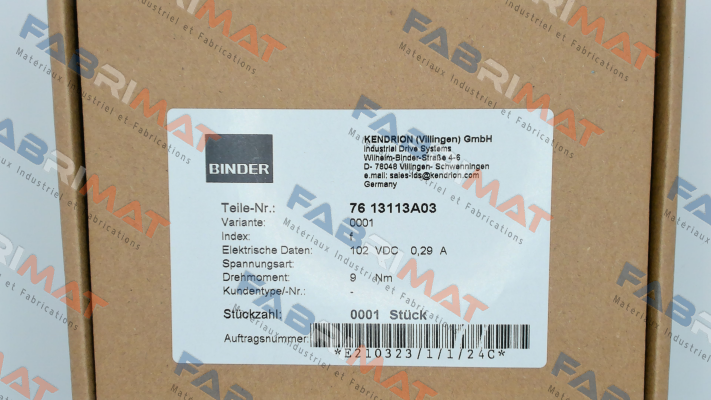 BINDER
KENDRION (Villingen) GmbH
Industrial Drive Systems
Wilhelm-Binder-Straße 4-6
D- 78048 Villingen- Schwenningen
e.mail: sales-ids@kendrion.com
Germany
Teile-Nr.: 76 13113A03
Variante: 0001
Index: f
Elektrische Daten: 102 VDC 0,29 A
Spannungsart:
Drehmoment: 9 Nm
Kundentype/-Nr.: -
Stückzahl: 0001 Stück
Auftragsnummer:
*E210323/1/1/24C*
FABRIMAT
Materiaux Industriel et Fabrications